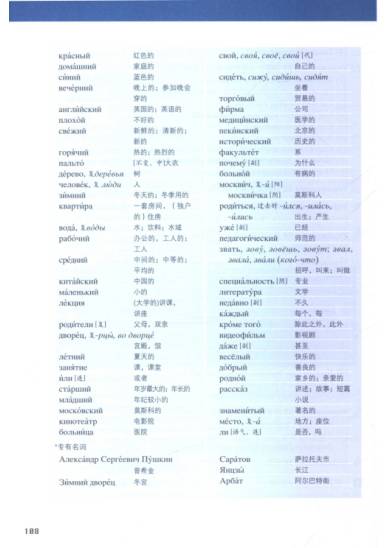 кра́сный 红色的
дома́шний 家庭的
си́ний 蓝色的
вече́рний 晚上的；参加晚会
穿的
англи́йский 英国的；英语的
плохо́й 不好的
све́жий 新鲜的；清新的；
新的
горя́чий 热的；热烈的
пальто́ [不变，中]大衣
де́рево, 复 дере́вья 树
челове́к, 复 лю́ди 人
зи́мний 冬天的；冬季用的
кварти́ра 一套房间，（独户
的）住房
вода́, 复 во́ды 水；饮料；水域
рабо́чий 办公的，工人的；
工人
сре́дний 中间的；中等的；
平均的
кита́йский 中国的
ма́ленький 小的
ле́кция (大学的)讲课，
讲座
роди́тели [复] 父母，双亲
дворе́ц, 复 -рцы́, во дворце́
宫殿，馆
ле́тний 夏天的
заня́тие 课，课堂
и́ли [连] 或者
ста́рший 年岁最大的；年长的
мла́дший 年纪较小的
моско́вский 莫斯科的
кинотеа́тр 电影院
больни́ца 医院
свой, своя́, своё, свои́ [代]
自己的
сиде́ть, сижу́, сиди́шь, сидя́т
坐着
торго́вый 贸易的
фи́рма 公司
медици́нский 医学的
пеки́нский 北京的
истори́ческий 历史的
факульте́т 系
почему́ [副] 为什么
больно́й 有病的
москви́ч, 复 -и́ [阳]
москви́чка [阴] 莫斯科人
роди́ться, 过去时 -и́лся, -ила́сь,
-или́сь 出生；产生
уже́ [副] 已经
педагоги́ческий 师范的
звать, зову́, зовёшь, зову́т; звал,
звала́, зва́ли (кого́-что)
招呼，叫来；叫做
специа́льность [阴] 专业
литерату́ра 文学
неда́вно [副] 不久
ка́ждый 每个，每
кро́ме того́ 除此之外，此外
видеофи́льм 影视剧
да́же [副] 甚至
весёлый 快乐的
до́брый 善良的
родно́й 家乡的；亲爱的
расска́з 讲述；故事；短篇
小说
знамени́тый 著名的
ме́сто, 复 -а́ 地方；座位
ли [语气, 连] 是否，吗
*专有名词
Алекса́ндр Серге́евич Пу́шкин
普希金
Зи́мний дворе́ц 冬宫
Сара́тов 萨拉托夫市
Янцзы́ 长江
Арба́т 阿尔巴特街
108